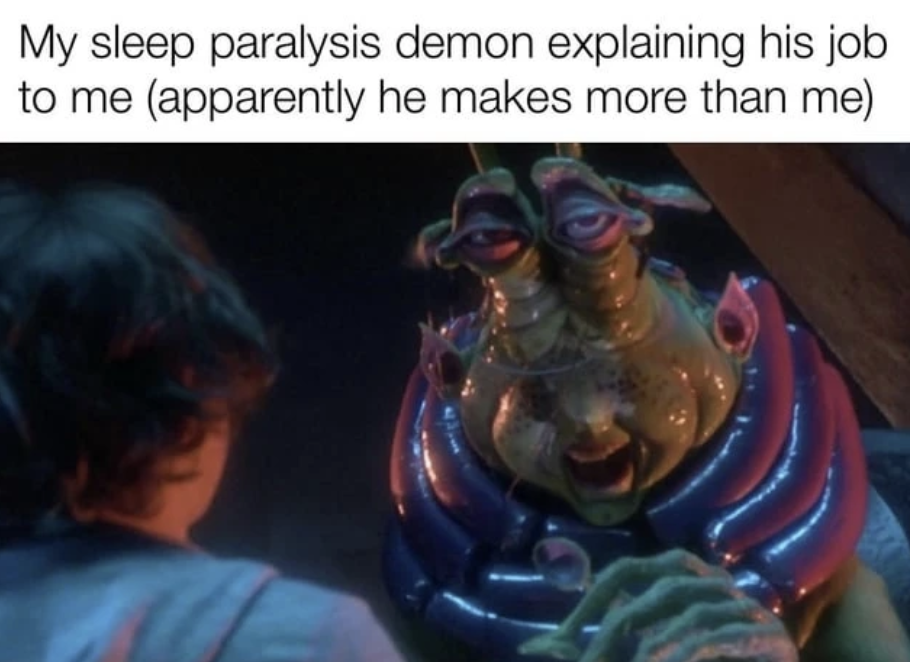 My sleep paralysis demon explaining his job
to me (apparently he makes more than me)